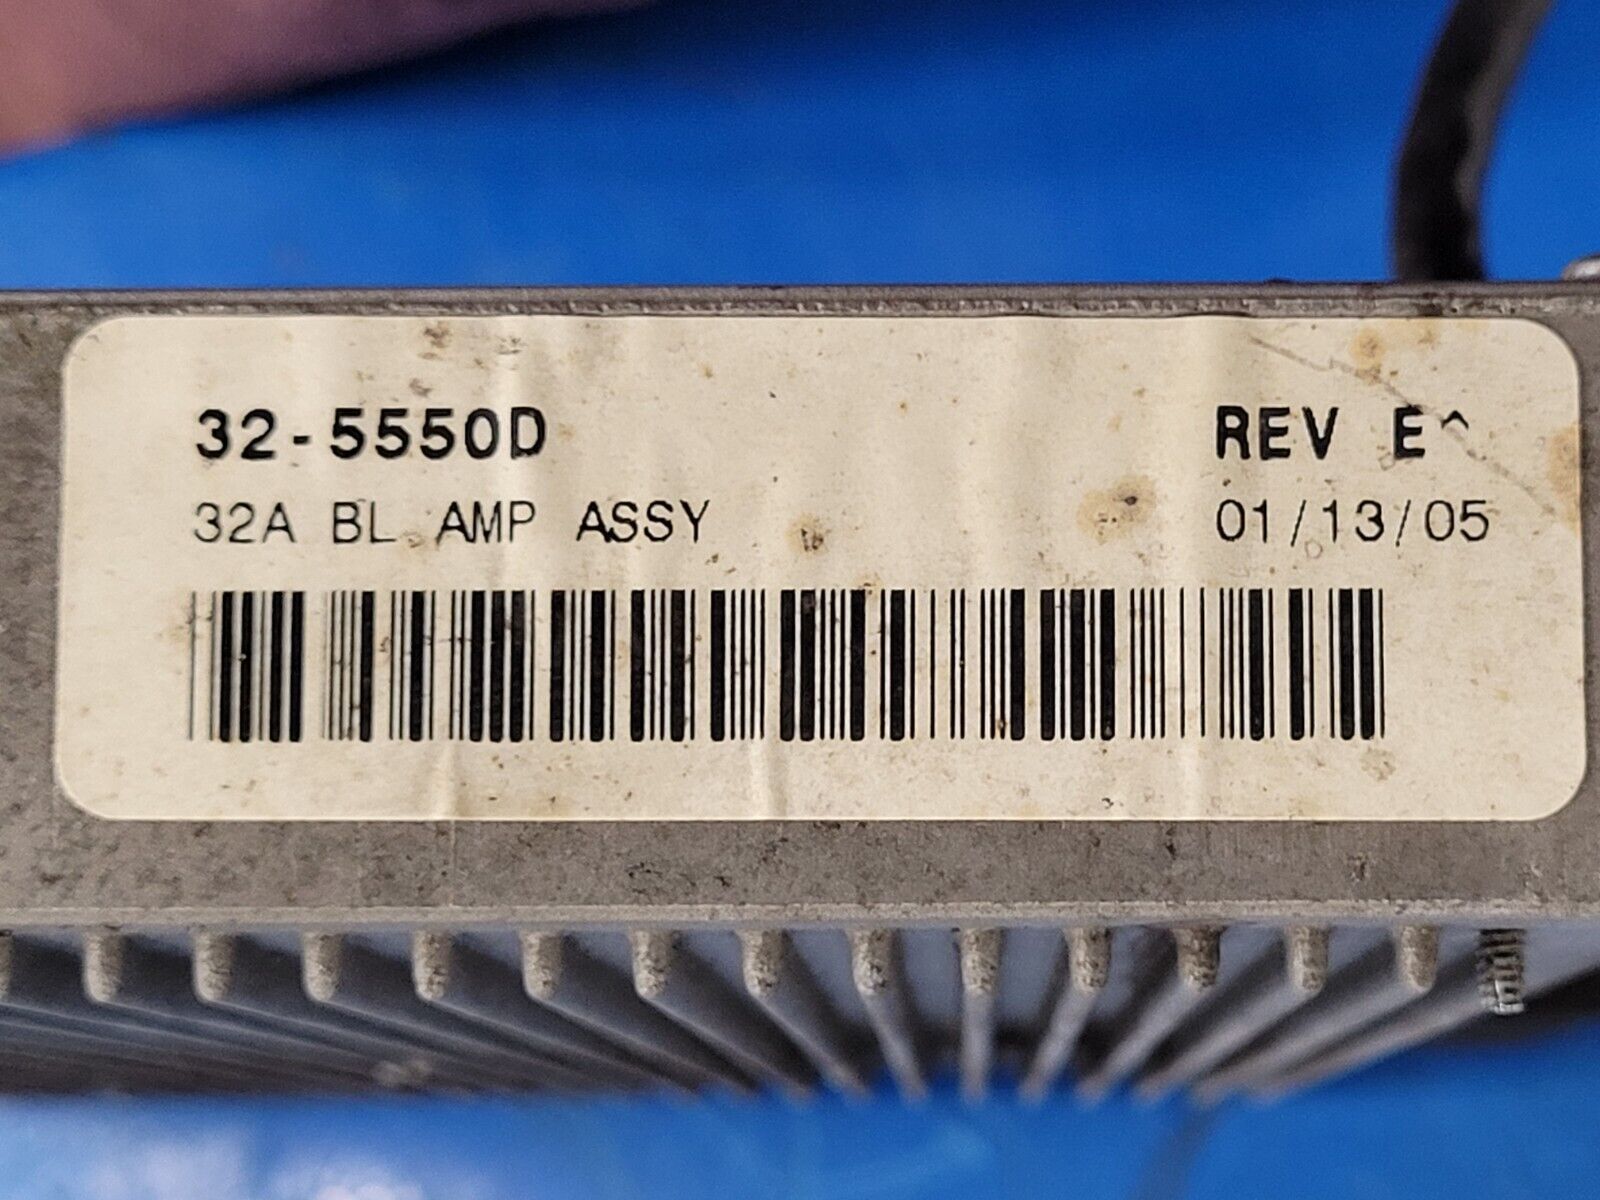 32-5550D REV E^
32A BL AMP ASSY 01/13/05